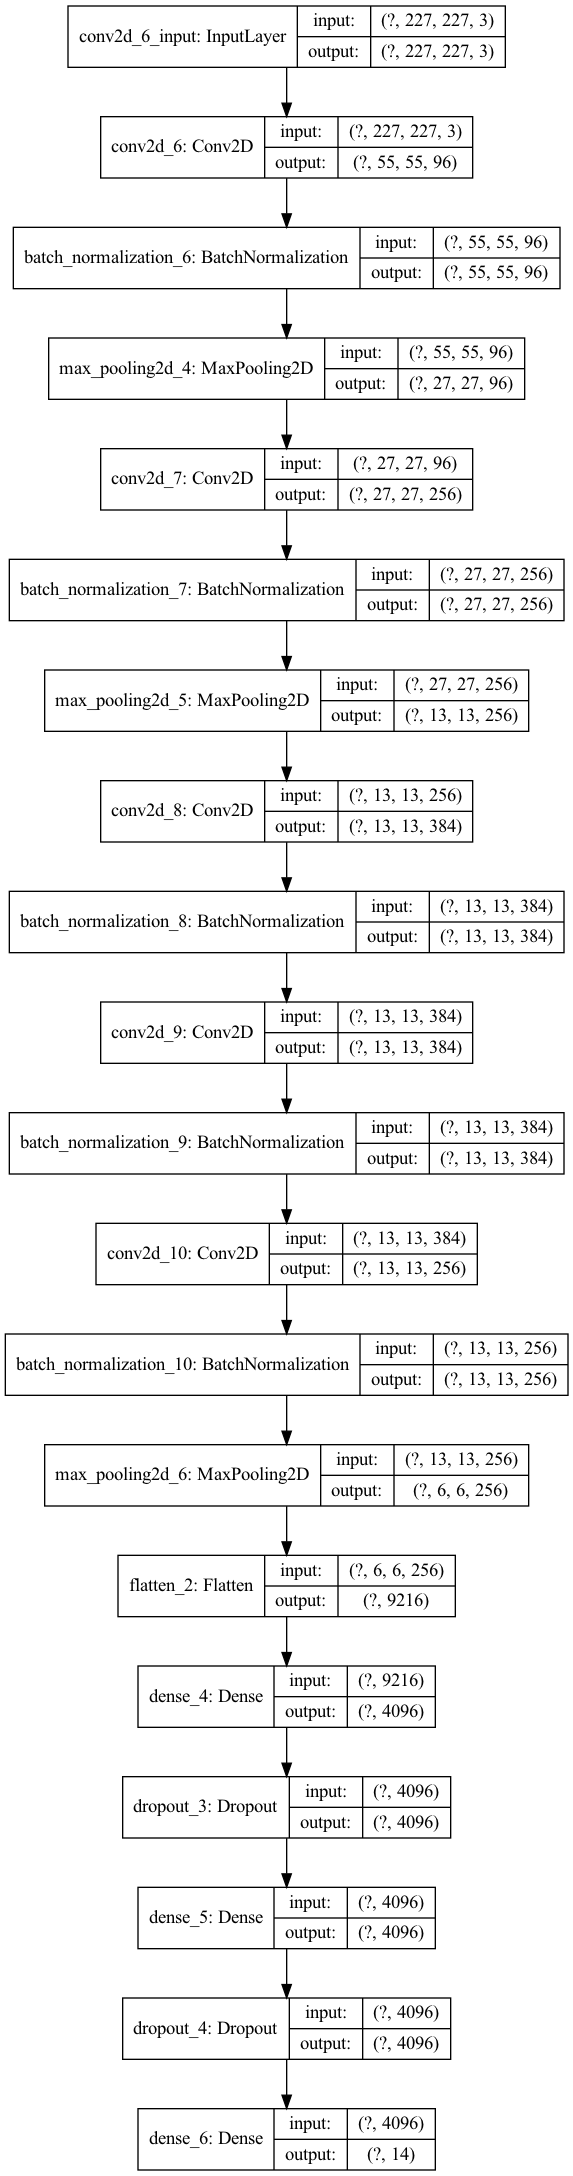 conv2d_6_input: InputLayer
input: (?, 227, 227, 3)
output: (?, 227, 227, 3)
conv2d_6: Conv2D
input: (?, 227, 227, 3)
output: (?, 55, 55, 96)
batch_normalization_6: BatchNormalization
input: (?, 55, 55, 96)
output: (?, 55, 55, 96)
max_pooling2d_4: MaxPooling2D
input: (?, 55, 55, 96)
output: (?, 27, 27, 96)
conv2d_7: Conv2D
input: (?, 27, 27, 96)
output: (?, 27, 27, 256)
batch_normalization_7: BatchNormalization
input: (?, 27, 27, 256)
output: (?, 27, 27, 256)
max_pooling2d_5: MaxPooling2D
input: (?, 27, 27, 256)
output: (?, 13, 13, 256)
conv2d_8: Conv2D
input: (?, 13, 13, 256)
output: (?, 13, 13, 384)
batch_normalization_8: BatchNormalization
input: (?, 13, 13, 384)
output: (?, 13, 13, 384)
conv2d_9: Conv2D
input: (?, 13, 13, 384)
output: (?, 13, 13, 384)
batch_normalization_9: BatchNormalization
input: (?, 13, 13, 384)
output: (?, 13, 13, 384)
conv2d_10: Conv2D
input: (?, 13, 13, 384)
output: (?, 13, 13, 256)
batch_normalization_10: BatchNormalization
input: (?, 13, 13, 256)
output: (?, 13, 13, 256)
max_pooling2d_6: MaxPooling2D
input: (?, 13, 13, 256)
output: (?, 6, 6, 256)
flatten_2: Flatten
input: (?, 6, 6, 256)
output: (?, 9216)
dense_4: Dense
input: (?, 9216)
output: (?, 4096)
dropout_3: Dropout
input: (?, 4096)
output: (?, 4096)
dense_5: Dense
input: (?, 4096)
output: (?, 4096)
dropout_4: Dropout
input: (?, 4096)
output: (?, 4096)
dense_6: Dense
input: (?, 4096)
output: (?, 14)